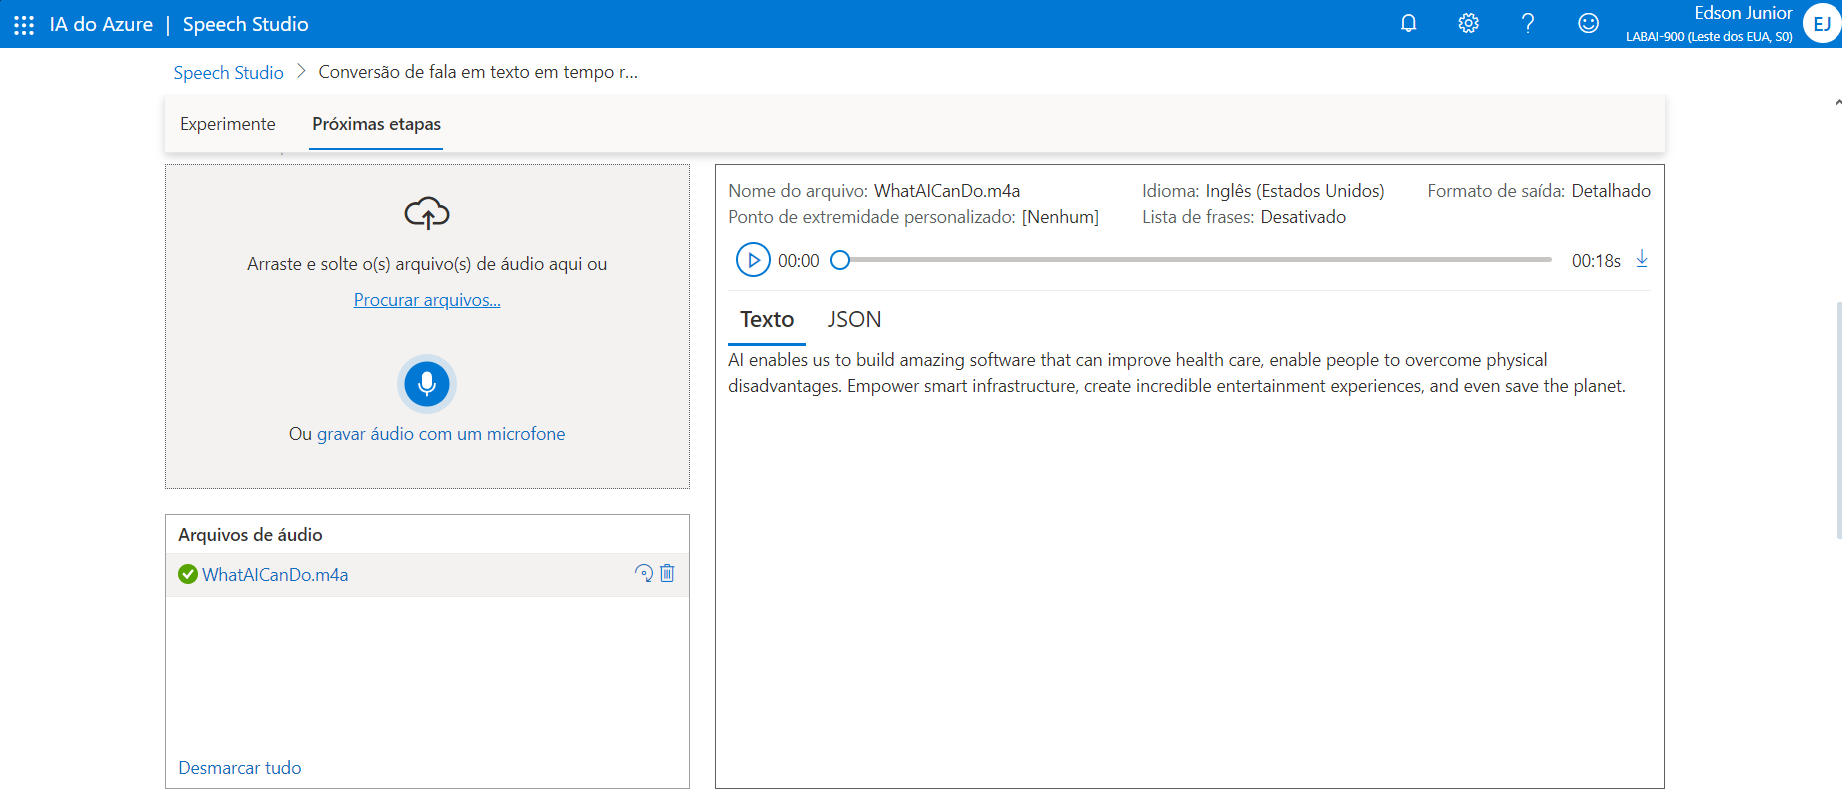 IA do Azure | Speech Studio
Edson Junior
LABAI-900 (Leste dos EUA, S0)
EJ
Speech Studio > Conversão de fala em texto em tempo r...
Experimente Próximas etapas
Arraste e solte o(s) arquivo(s) de áudio aqui ou
Procurar arquivos...
Ou gravar áudio com um microfone
Arquivos de áudio
WhatAICanDo.m4a
Desmarcar tudo
Nome do arquivo: WhatAICanDo.m4a Idioma: Inglês (Estados Unidos) Formato de saída: Detalhado
Ponto de extremidade personalizado: [Nenhum] Lista de frases: Desativado
00:00 00:18s
Texto JSON
AI enables us to build amazing software that can improve health care, enable people to overcome physical
disadvantages. Empower smart infrastructure, create incredible entertainment experiences, and even save the planet.